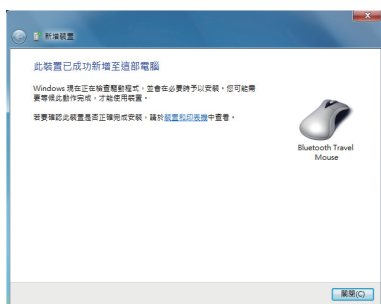 新增裝置
此裝置已成功新增至這部電腦
Windows 現在正在檢查驅動程式，並會在必要時予以安裝。您可能需
要等候此動作完成，才能使用裝置。
若要確認此裝置是否正確完成安裝，請於裝置和印表機中查看。
Bluetooth Travel
Mouse
關閉(C)